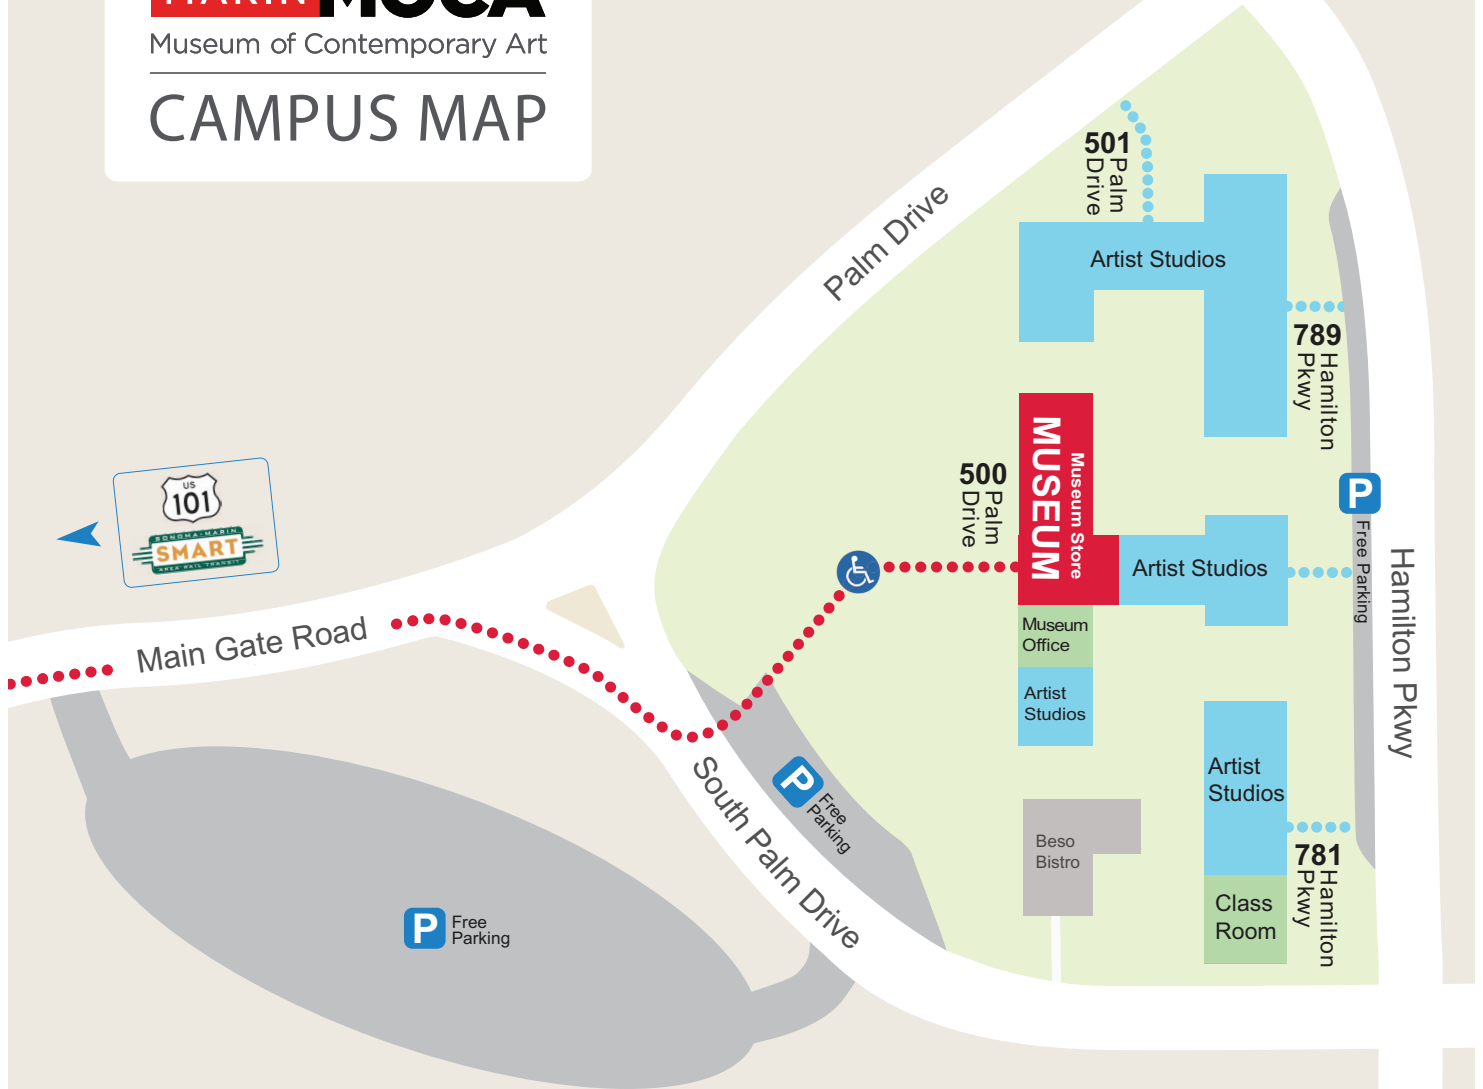 MARIN MOCA
Museum of Contemporary Art
CAMPUS MAP
Palm Drive
501
Palm
Drive
Artist Studios
789
Hamilton
Pkwy
MUSEUM
Museum Store
500
Palm
Drive
P
Free Parking
US
101
SONOMA-MARIN
SMART
AREA RAIL TRANSIT
Artist Studios
Hamilton Pkwy
Main Gate Road
Museum
Office
Artist
Studios
South Palm Drive
P
Free
Parking
Artist
Studios
Beso
Bistro
781
Hamilton
Pkwy
Class
Room
P
Free
Parking